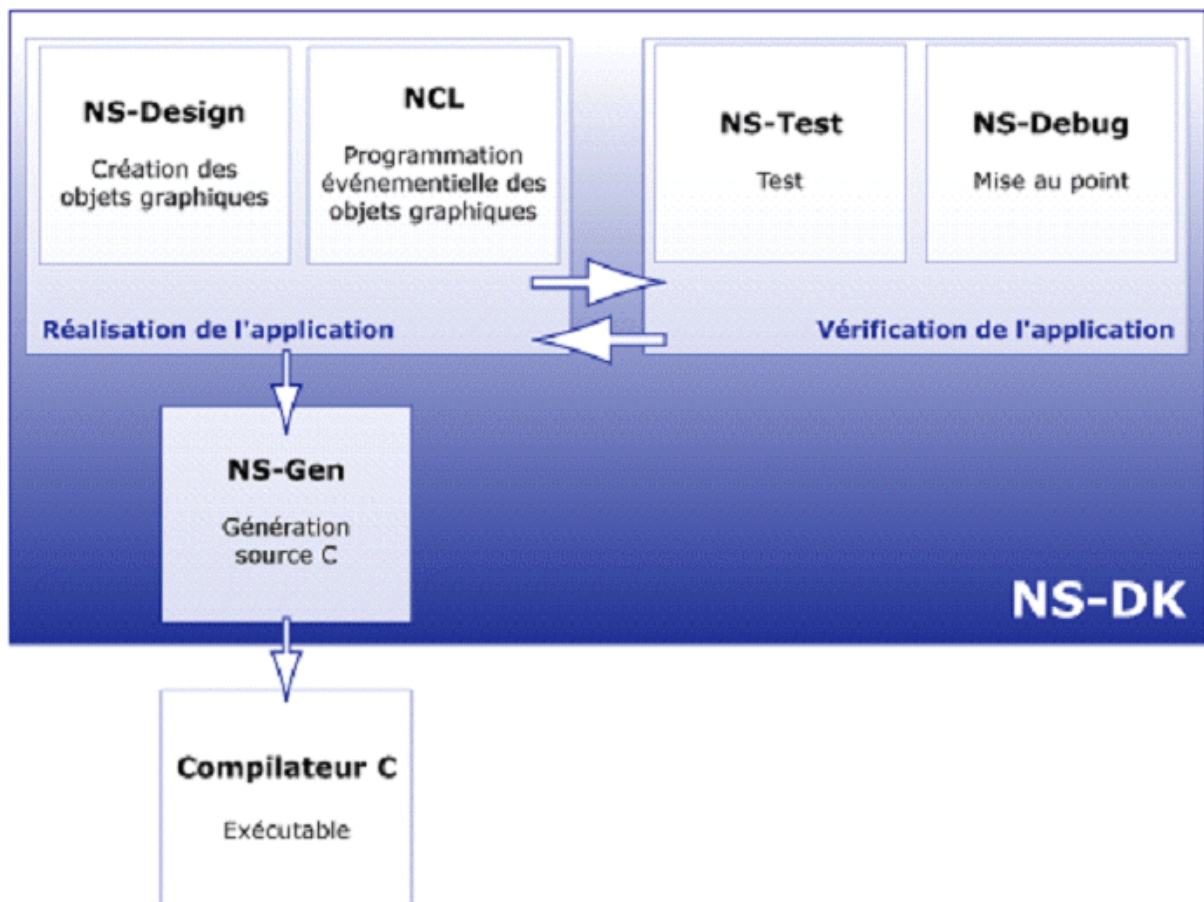 NS-Design
Création des
objets graphiques
NCL
Programmation
événementielle des
objets graphiques
NS-Test
Test
NS-Debug
Mise au point
Réalisation de l'application
Vérification de l'application
NS-Gen
Génération
source C
NS-DK
Compilateur C
Exécutable